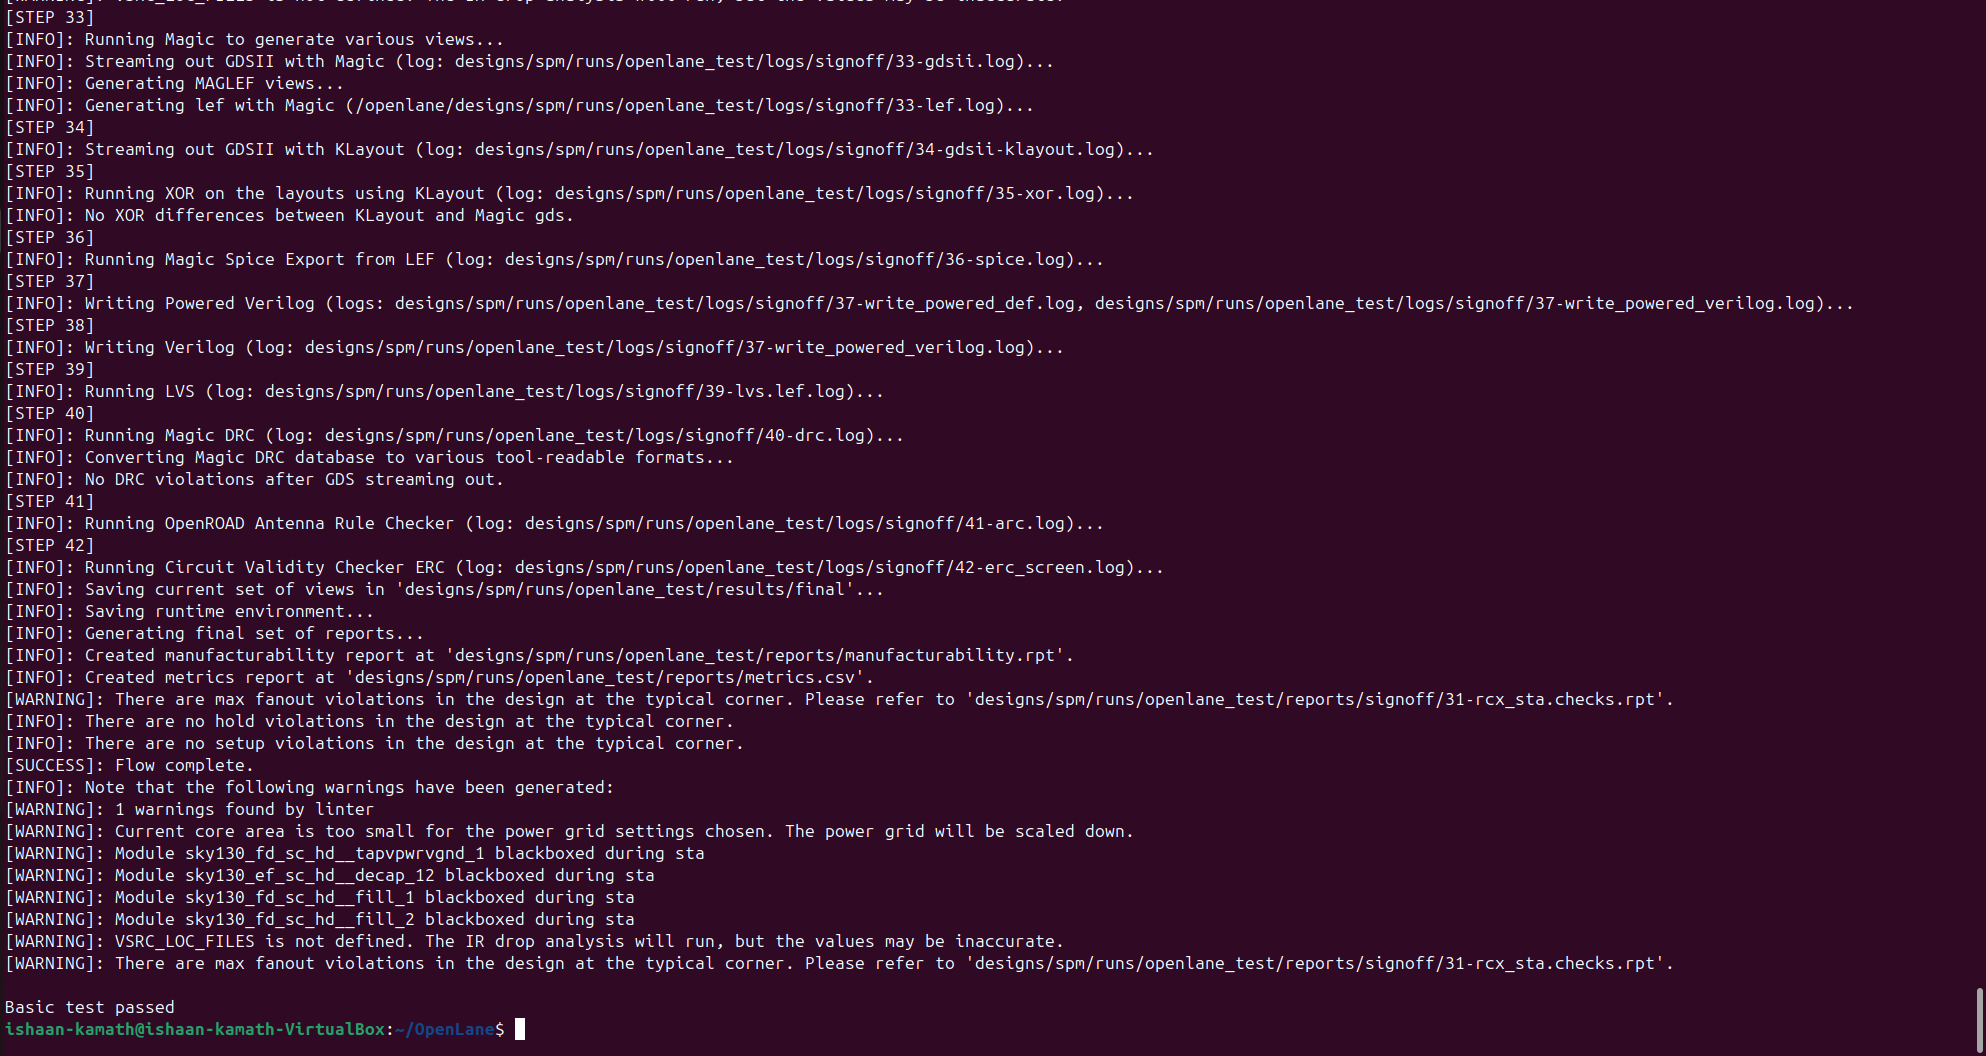 [STEP 33]
[INFO]: Running Magic to generate various views...
[INFO]: Streaming out GDSII with Magic (log: designs/spm/runs/openlane_test/logs/signoff/33-gdsii.log)...
[INFO]: Generating MAGLEF views...
[INFO]: Generating lef with Magic (/openlane/designs/spm/runs/openlane_test/logs/signoff/33-lef.log)...
[STEP 34]
[INFO]: Streaming out GDSII with KLayout (log: designs/spm/runs/openlane_test/logs/signoff/34-gdsii-klayout.log)...
[STEP 35]
[INFO]: Running XOR on the layouts using KLayout (log: designs/spm/runs/openlane_test/logs/signoff/35-xor.log)...
[INFO]: No XOR differences between KLayout and Magic gds.
[STEP 36]
[INFO]: Running Magic Spice Export from LEF (log: designs/spm/runs/openlane_test/logs/signoff/36-spice.log)...
[STEP 37]
[INFO]: Writing Powered Verilog (logs: designs/spm/runs/openlane_test/logs/signoff/37-write_powered_def.log, designs/spm/runs/openlane_test/logs/signoff/37-write_powered_verilog.log)...
[STEP 38]
[INFO]: Writing Verilog (log: designs/spm/runs/openlane_test/logs/signoff/37-write_powered_verilog.log)...
[STEP 39]
[INFO]: Running LVS (log: designs/spm/runs/openlane_test/logs/signoff/39-lvs.lef.log)...
[STEP 40]
[INFO]: Running Magic DRC (log: designs/spm/runs/openlane_test/logs/signoff/40-drc.log)...
[INFO]: Converting Magic DRC database to various tool-readable formats...
[INFO]: No DRC violations after GDS streaming out.
[STEP 41]
[INFO]: Running OpenROAD Antenna Rule Checker (log: designs/spm/runs/openlane_test/logs/signoff/41-arc.log)...
[STEP 42]
[INFO]: Running Circuit Validity Checker ERC (log: designs/spm/runs/openlane_test/logs/signoff/42-erc_screen.log)...
[INFO]: Saving current set of views in 'designs/spm/runs/openlane_test/results/final'...
[INFO]: Saving runtime environment...
[INFO]: Generating final set of reports...
[INFO]: Created manufacturability report at 'designs/spm/runs/openlane_test/reports/manufacturability.rpt'.
[INFO]: Created metrics report at 'designs/spm/runs/openlane_test/reports/metrics.csv'.
[WARNING]: There are max fanout violations in the design at the typical corner. Please refer to 'designs/spm/runs/openlane_test/reports/signoff/31-rcx_sta.checks.rpt'.
[INFO]: There are no hold violations in the design at the typical corner.
[INFO]: There are no setup violations in the design at the typical corner.
[SUCCESS]: Flow complete.
[INFO]: Note that the following warnings have been generated:
[WARNING]: 1 warnings found by linter
[WARNING]: Current core area is too small for the power grid settings chosen. The power grid will be scaled down.
[WARNING]: Module sky130_fd_sc_hd__tapvpwrvgnd_1 blackboxed during sta
[WARNING]: Module sky130_ef_sc_hd__decap_12 blackboxed during sta
[WARNING]: Module sky130_fd_sc_hd__fill_1 blackboxed during sta
[WARNING]: Module sky130_fd_sc_hd__fill_2 blackboxed during sta
[WARNING]: VSRC_LOC_FILES is not defined. The IR drop analysis will run, but the values may be inaccurate.
[WARNING]: There are max fanout violations in the design at the typical corner. Please refer to 'designs/spm/runs/openlane_test/reports/signoff/31-rcx_sta.checks.rpt'.
Basic test passed
ishaan-kamath@ishaan-kamath-VirtualBox:~/OpenLane$